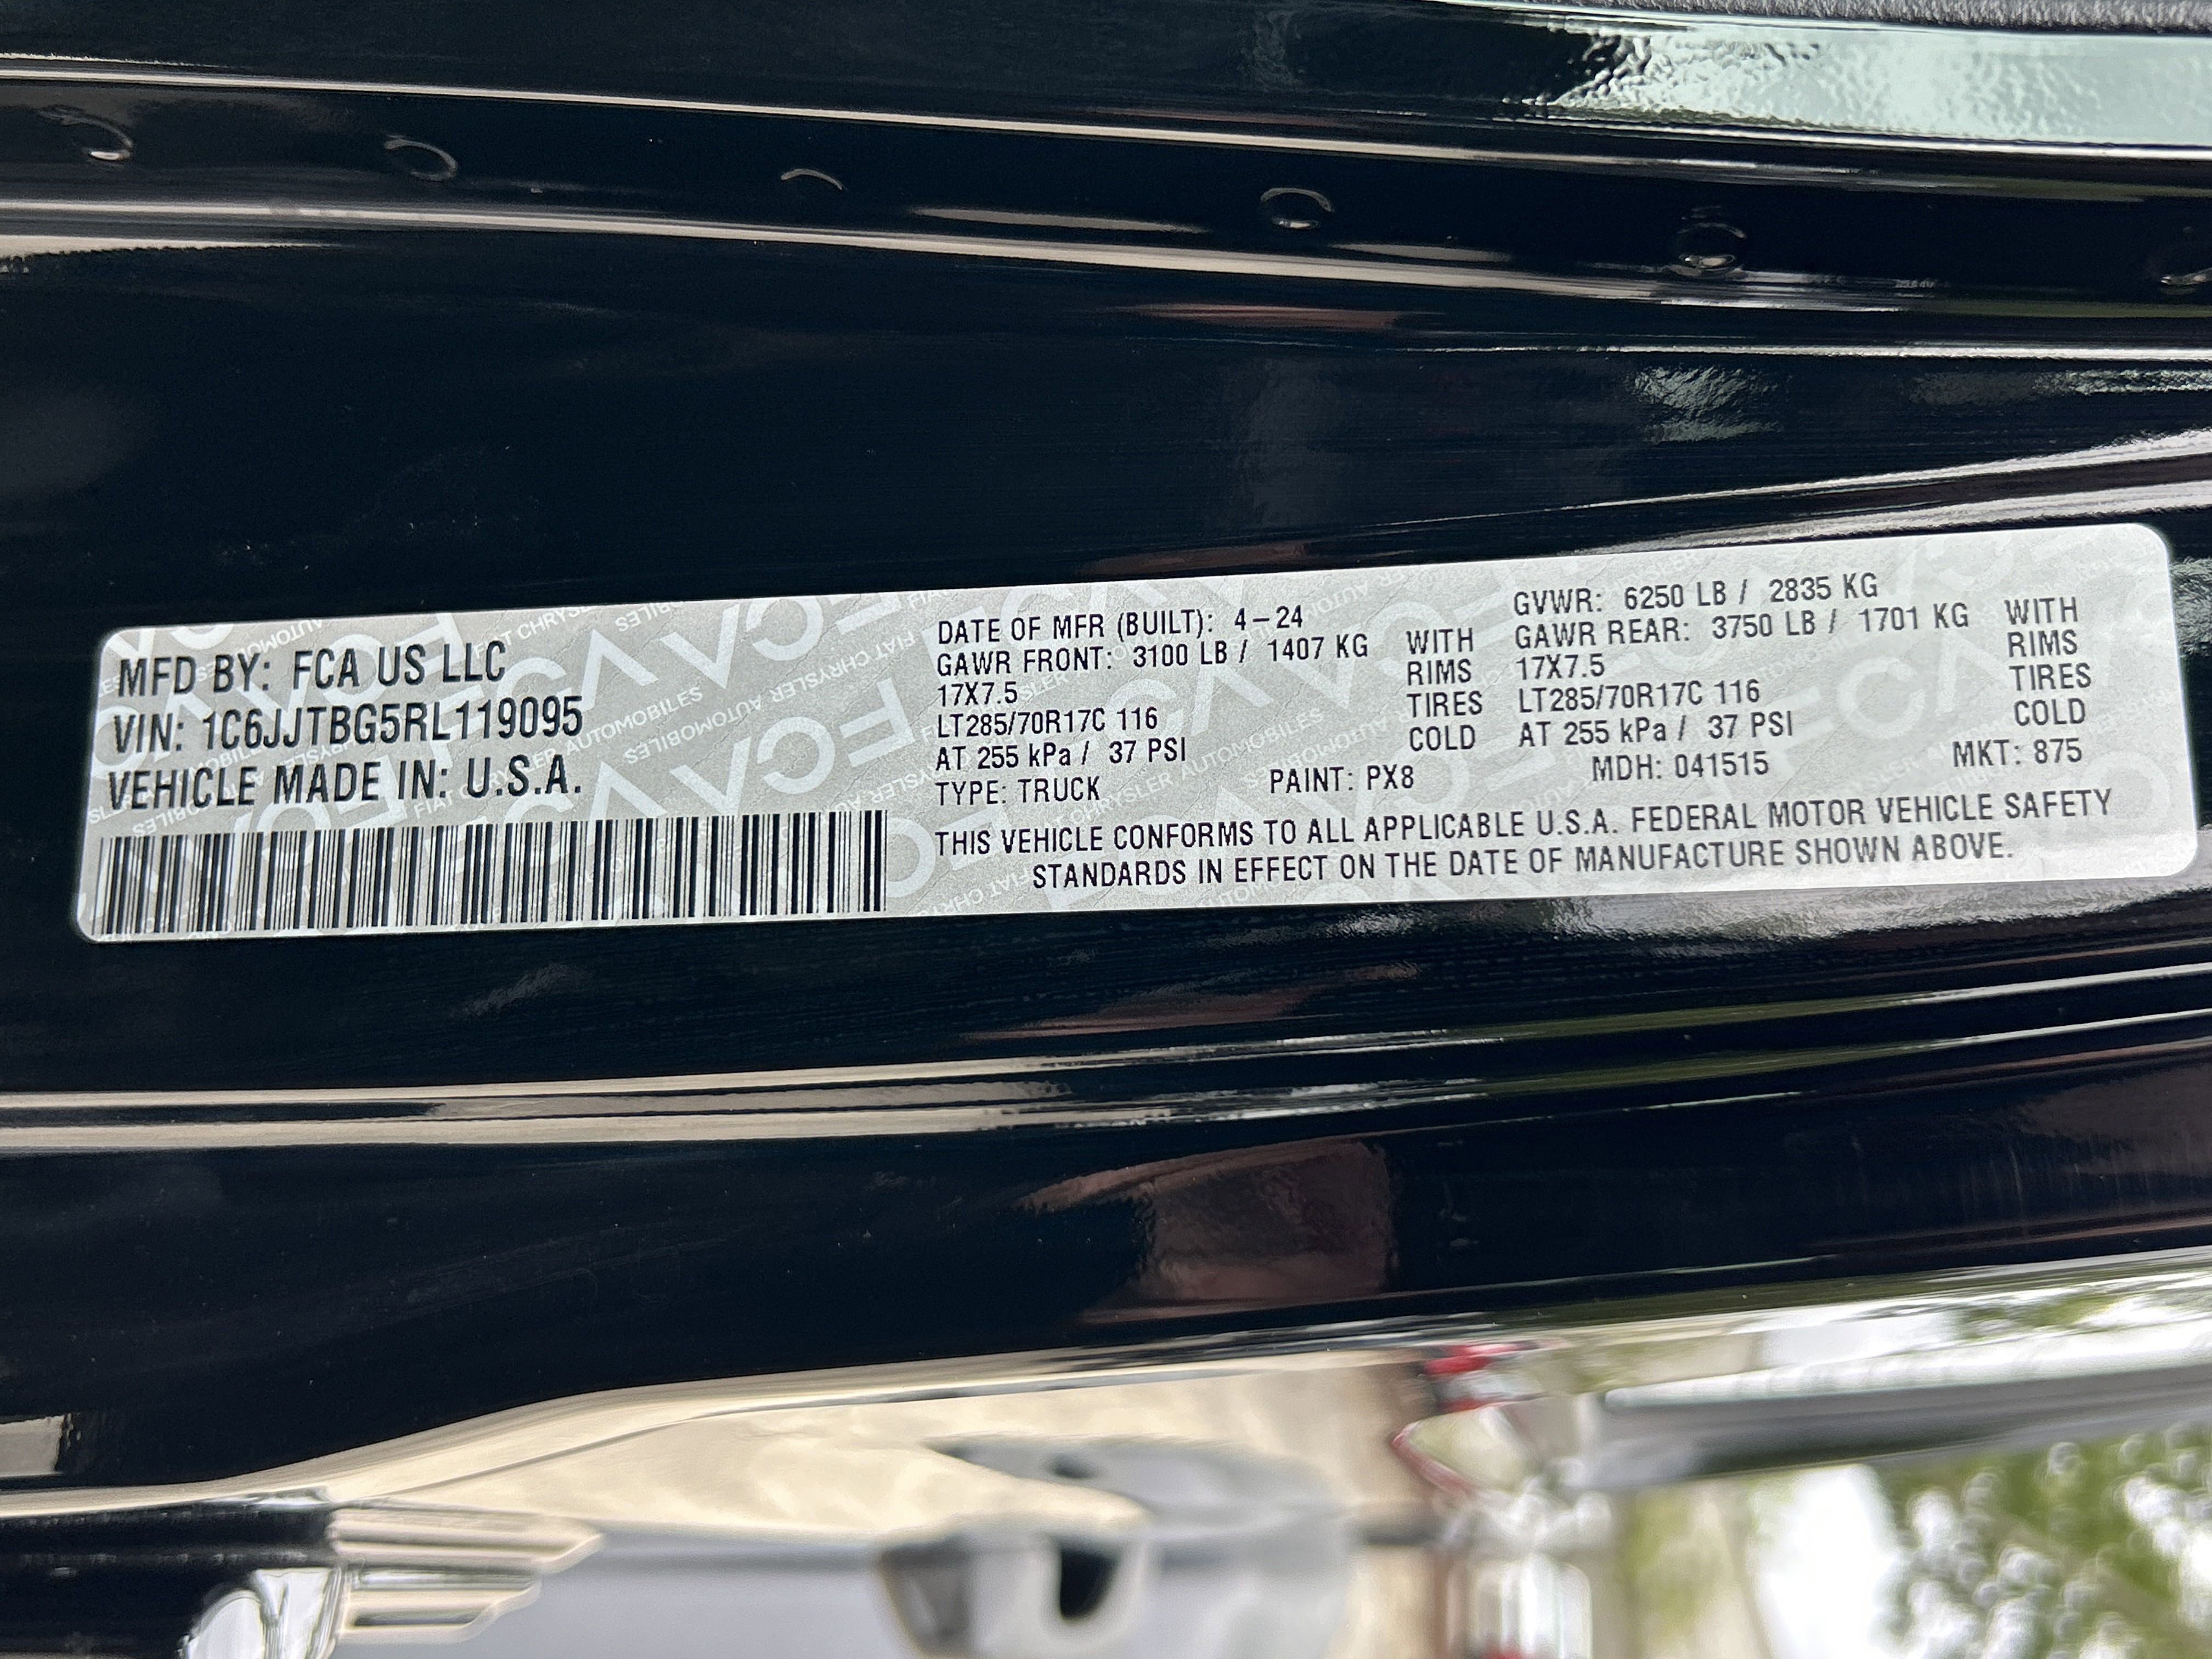 MFD BY: FCA US LLC
VIN: 1C6JJTBG5RL119095
VEHICLE MADE IN: U.S.A.
DATE OF MFR (BUILT): 4-24
GAWR FRONT: 3100 LB / 1407 KG WITH
17X7.5 RIMS
LT285/70R17C 116 TIRES
AT 255 kPa / 37 PSI COLD
GVWR: 6250 LB / 2835 KG
GAWR REAR: 3750 LB / 1701 KG WITH
17X7.5 RIMS
LT285/70R17C 116 TIRES
AT 255 kPa / 37 PSI COLD
TYPE: TRUCK PAINT: PX8 MDH: 041515 MKT: 875
THIS VEHICLE CONFORMS TO ALL APPLICABLE U.S.A. FEDERAL MOTOR VEHICLE SAFETY
STANDARDS IN EFFECT ON THE DATE OF MANUFACTURE SHOWN ABOVE.
FCA
FIAT CHRYSLER AUTOMOBILES